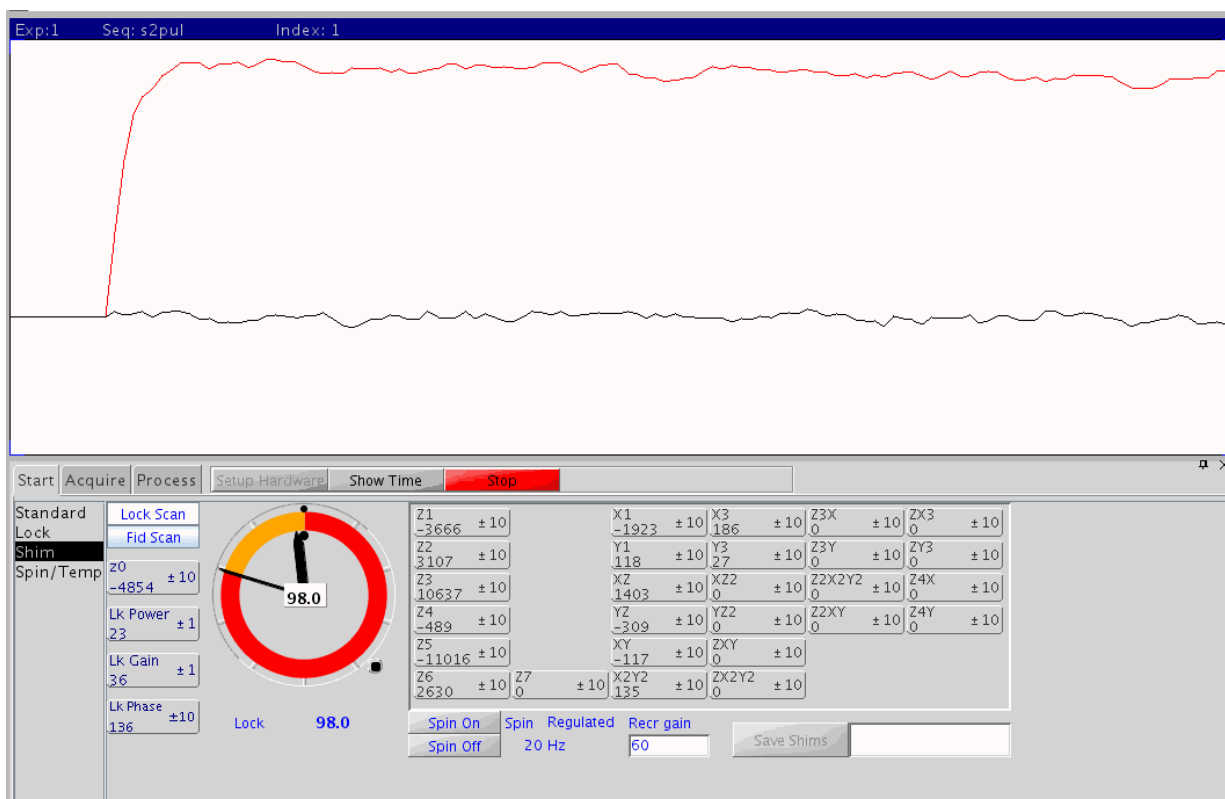 Exp:1 Seq: s2pul Index: 1
Start Acquire Process Setup Hardware Show Time Stop
Standard
Lock
Shim
Spin/Temp
Lock Scan
Fid Scan
z0 ±10
-4854
Lk Power ±1
23
Lk Gain ±1
36
Lk Phase ±10
136
98.0
Lock 98.0
Z1 ±10 X1 ±10 X3 ±10 Z3X ±10 ZX3 ±10
-3666 -1923 186 0 0
Z2 ±10 Y1 ±10 Y3 ±10 Z3Y ±10 ZY3 ±10
3107 118 27 0 0
Z3 ±10 XZ ±10 XZ2 ±10 Z2X2Y2 ±10 Z4X ±10
10637 1403 0 0 0
Z4 ±10 YZ ±10 YZ2 ±10 Z2XY ±10 Z4Y ±10
-489 -309 0 0 0
Z5 ±10 XY ±10 ZXY ±10
-11016 -117 0
Z6 ±10 Z7 ±10 X2Y2 ±10 ZX2Y2 ±10
2630 0 135 0
Spin On Spin Regulated Recr gain
Spin Off 20 Hz 60 Save Shims